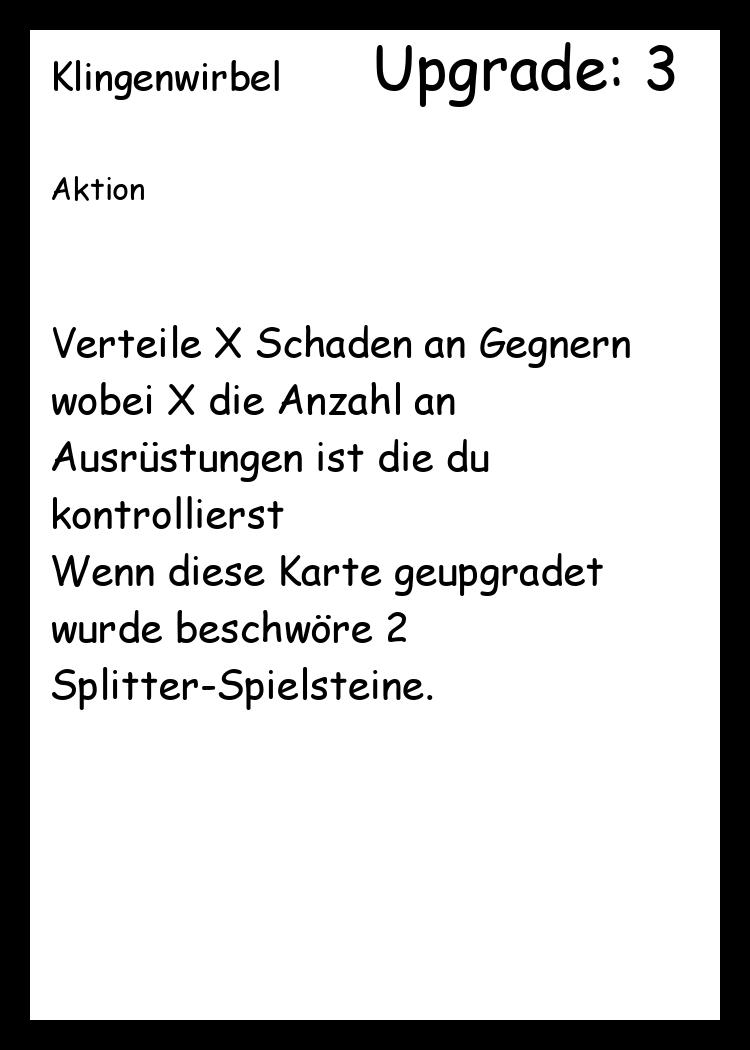 Klingenwirbel Upgrade: 3
Aktion
Verteile X Schaden an Gegnern
wobei X die Anzahl an
Ausrüstungen ist die du
kontrollierst
Wenn diese Karte geupgradet
wurde beschwöre 2
Splitter-Spielsteine.